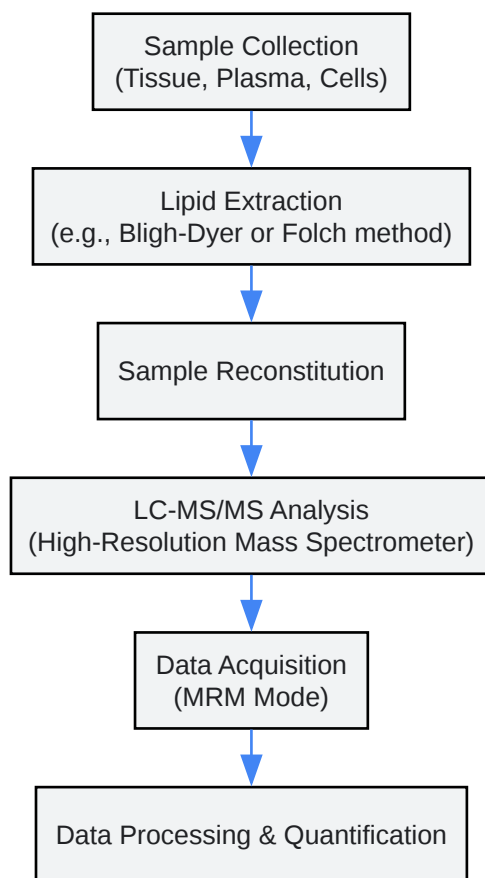 Sample Collection
(Tissue, Plasma, Cells)
Lipid Extraction
(e.g., Bligh-Dyer or Folch method)
Sample Reconstitution
LC-MS/MS Analysis
(High-Resolution Mass Spectrometer)
Data Acquisition
(MRM Mode)
Data Processing & Quantification